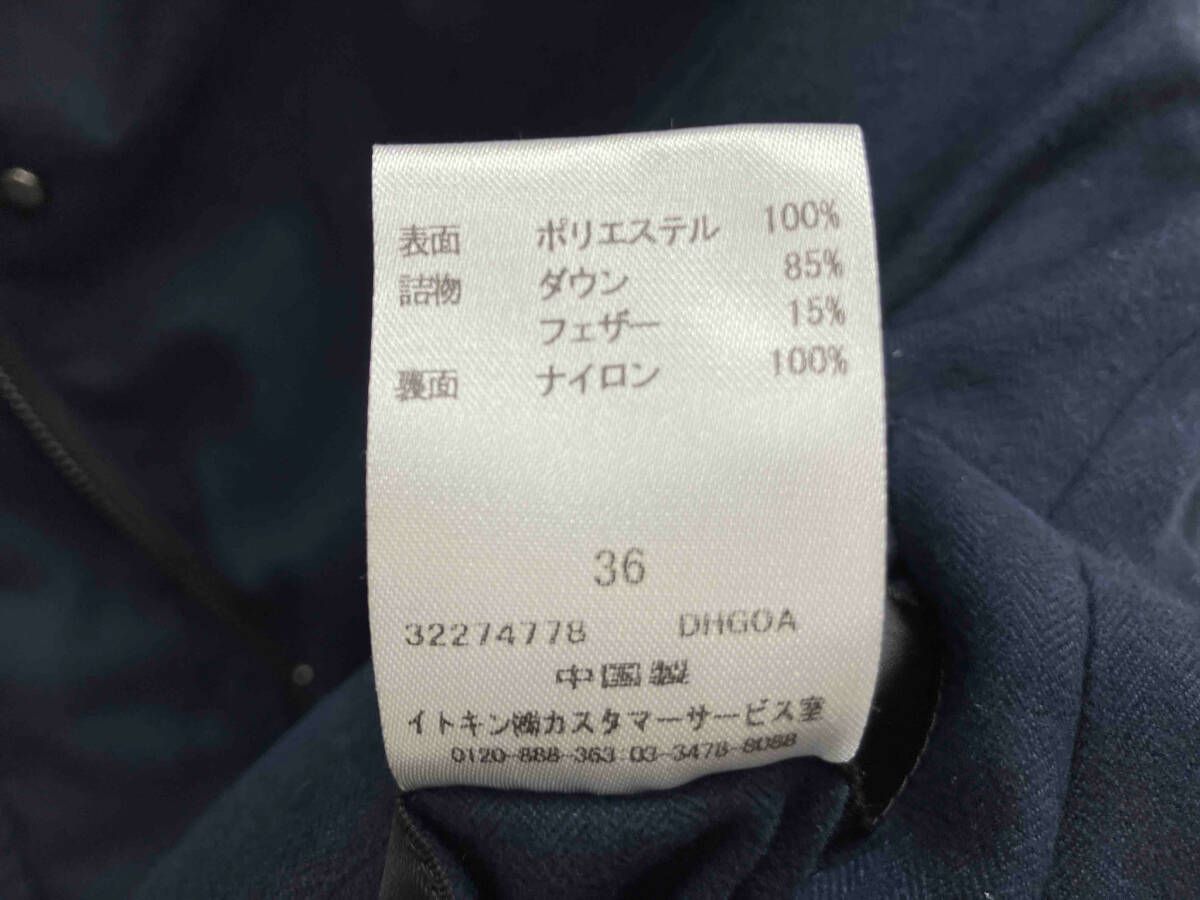 表面 ポリエステル 100%
詰物 ダウン 85%
フェザー 15%
裏面 ナイロン 100%
36
32274778 DHGOA
中国製
イトキン㈱カスタマーサービス室
0120-888-363 03-3478-8088